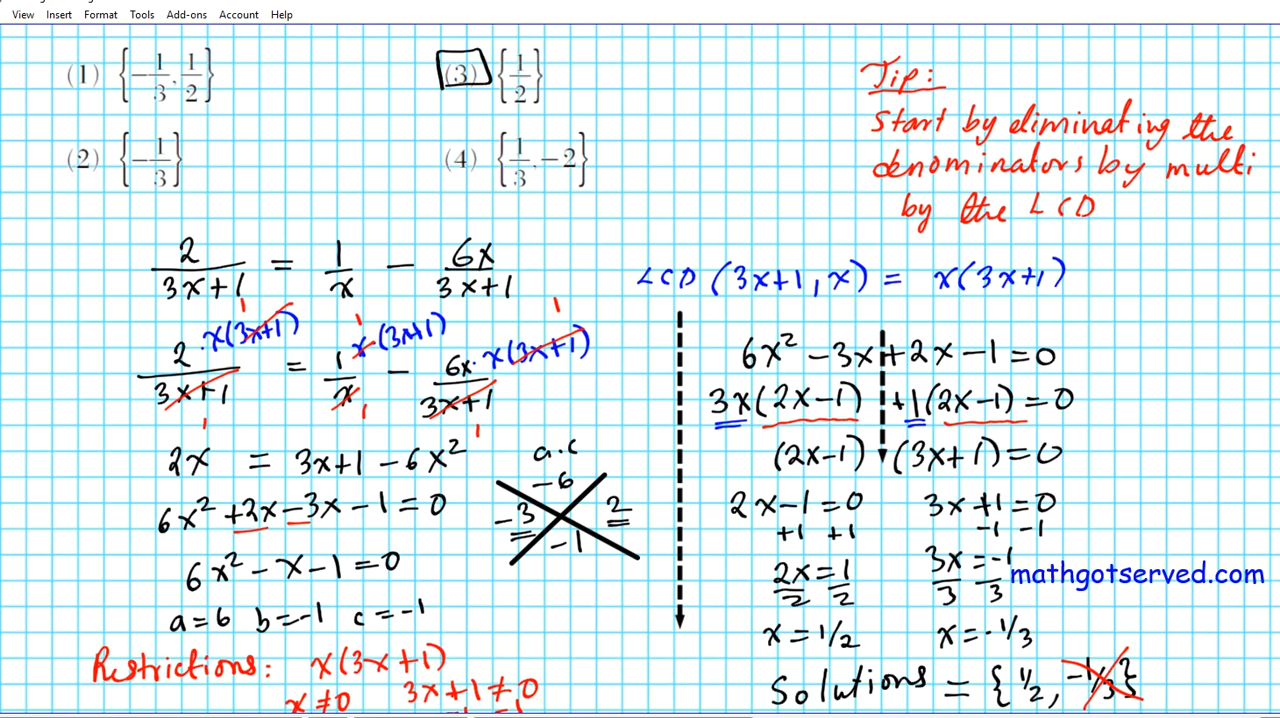 View Insert Format Tools Add-ons Account Help
(1) {-1/3, 1/2}
(3) {1/2}
(2) {-1/3}
(4) {1/3, -2}
Tip:
Start by eliminating the
denominators by multi
by the LCD
2/(3x+1) = 1/x - 6x/(3x+1)
LCD (3x+1, x) = x(3x+1)
2·x(3x+1)/(3x+1) = 1·x(3x+1)/x - 6x·x(3x+1)/(3x+1)
1 1 1
1 1 1
2x = 3x+1 -6x²
6x² +2x -3x -1 = 0
6x² -x -1 = 0
a=6 b=-1 c=-1
a.c
-6
-3 2
-1
Restrictions: x(3x+1)
x≠0 3x+1≠0
6x² -3x +2x -1 = 0
3x(2x-1) +1(2x-1) = 0
(2x-1) (3x+1) = 0
2x-1=0 3x+1=0
+1 +1 -1 -1
2x/2 = 1/2 3x/3 = -1/3
x = 1/2 x = -1/3
mathgotserved.com
Solutions = {1/2, -1/3}